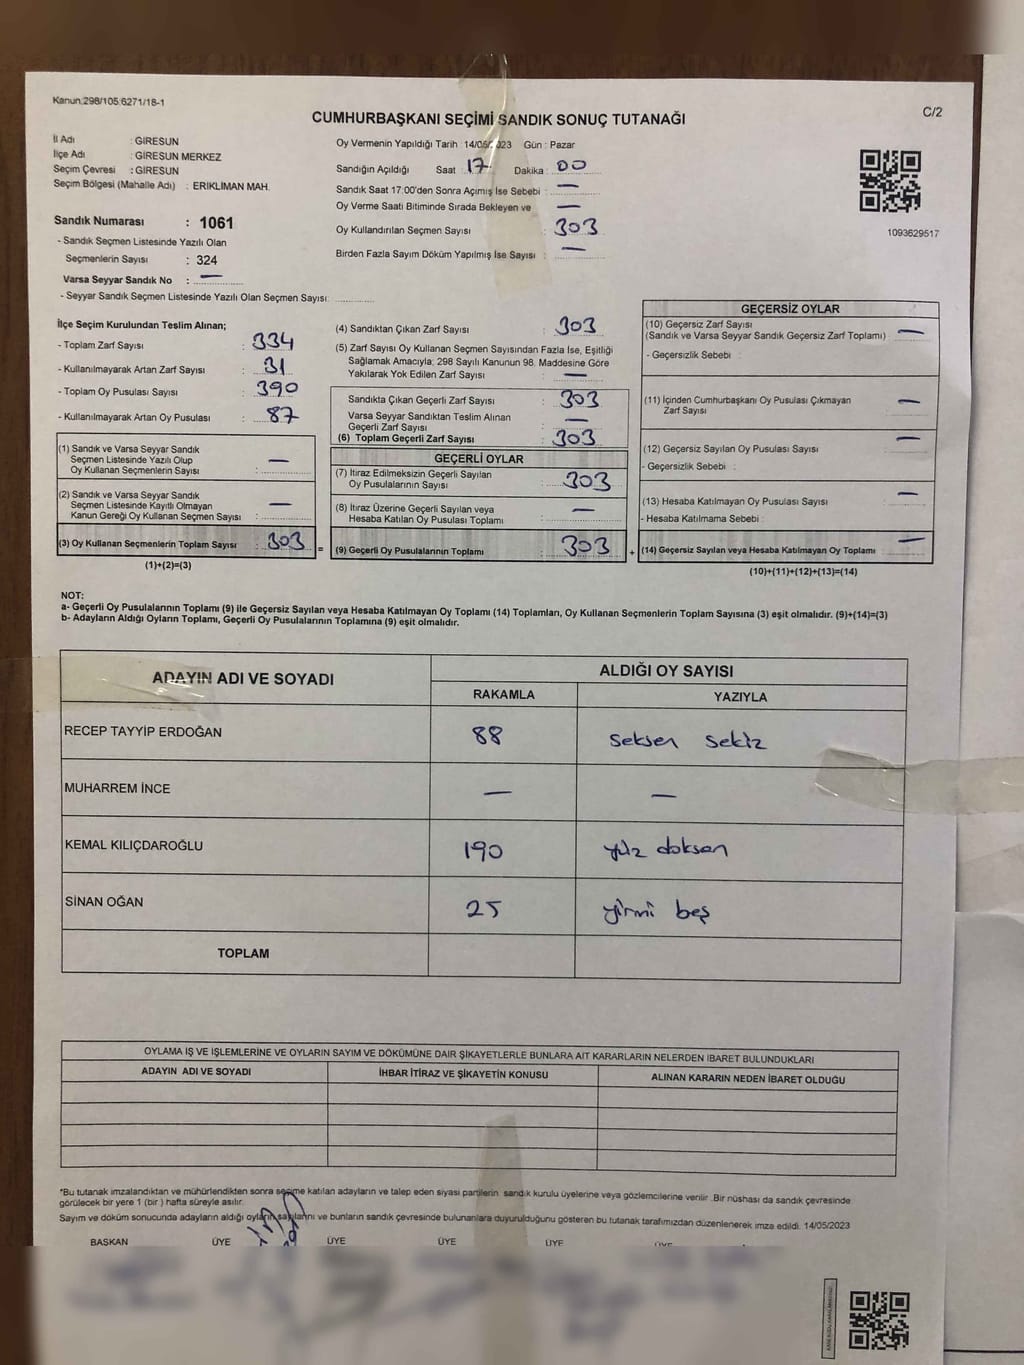 Kanun.298/105.6271/18-1
C/2
CUMHURBAŞKANI SEÇİMİ SANDIK SONUÇ TUTANAĞI
İl Adı : GİRESUN
İlçe Adı : GİRESUN MERKEZ
Seçim Çevresi : GİRESUN
Seçim Bölgesi (Mahalle Adı) : ERIKLIMAN MAH.
Oy Vermenin Yapıldığı Tarih 14/05/2023 Gün : Pazar
Sandığın Açıldığı Saat : 17 Dakika : 00
Sandık Saat 17:00'den Sonra Açımış İse Sebebi : —
Oy Verme Saati Bitiminde Sırada Bekleyen ve —
Oy Kullandırılan Seçmen Sayısı : 303
Birden Fazla Sayım Döküm Yapılmış İse Sayısı : —
1093629517
Sandık Numarası : 1061
- Sandık Seçmen Listesinde Yazılı Olan
Seçmenlerin Sayısı : 324
Varsa Seyyar Sandık No : —
- Seyyar Sandık Seçmen Listesinde Yazılı Olan Seçmen Sayısı:
İlçe Seçim Kurulundan Teslim Alınan;
- Toplam Zarf Sayısı : 334
- Kullanılmayarak Artan Zarf Sayısı : 31
- Toplam Oy Pusulası Sayısı : 390
- Kullanılmayarak Artan Oy Pusulası : 87
(1) Sandık ve Varsa Seyyar Sandık
Seçmen Listesinde Yazılı Olup
Oy Kullanan Seçmenlerin Sayısı : —
(2) Sandık ve Varsa Seyyar Sandık
Seçmen Listesinde Kayıtlı Olmayan
Kanun Gereği Oy Kullanan Seçmen Sayısı : —
(3) Oy Kullanan Seçmenlerin Toplam Sayısı : 303
(1)+(2)=(3)
(4) Sandıktan Çıkan Zarf Sayısı : 303
(5) Zarf Sayısı Oy Kullanan Seçmen Sayısından Fazla İse, Eşitliği
Sağlamak Amacıyla; 298 Sayılı Kanunun 98. Maddesine Göre
Yakılarak Yok Edilen Zarf Sayısı : —
Sandıkta Çıkan Geçerli Zarf Sayısı : 303
Varsa Seyyar Sandıktan Teslim Alınan
Geçerli Zarf Sayısı : —
(6) Toplam Geçerli Zarf Sayısı : 303
GEÇERLİ OYLAR
(7) İtiraz Edilmeksizin Geçerli Sayılan
Oy Pusulalarının Sayısı : 303
(8) İtiraz Üzerine Geçerli Sayılan veya
Hesaba Katılan Oy Pusulası Toplamı : —
= (9) Geçerli Oy Pusulalarının Toplamı : 303 +
GEÇERSİZ OYLAR
(10) Geçersiz Zarf Sayısı
(Sandık ve Varsa Seyyar Sandık Geçersiz Zarf Toplamı) : —
- Geçersizlik Sebebi :
(11) İçinden Cumhurbaşkanı Oy Pusulası Çıkmayan
Zarf Sayısı : —
(12) Geçersiz Sayılan Oy Pusulası Sayısı : —
- Geçersizlik Sebebi :
(13) Hesaba Katılmayan Oy Pusulası Sayısı : —
- Hesaba Katılmama Sebebi :
(14) Geçersiz Sayılan veya Hesaba Katılmayan Oy Toplamı : —
(10)+(11)+(12)+(13)=(14)
NOT:
a- Geçerli Oy Pusulalarının Toplamı (9) ile Geçersiz Sayılan veya Hesaba Katılmayan Oy Toplamı (14) Toplamları, Oy Kullanan Seçmenlerin Toplam Sayısına (3) eşit olmalıdır. (9)+(14)=(3)
b- Adayların Aldığı Oyların Toplamı, Geçerli Oy Pusulalarının Toplamına (9) eşit olmalıdır.
ADAYIN ADI VE SOYADI
ALDIĞI OY SAYISI
RAKAMLA YAZIYLA
RECEP TAYYİP ERDOĞAN 88 seksen sekiz
MUHARREM İNCE — —
KEMAL KILIÇDAROĞLU 190 yüz doksan
SİNAN OĞAN 25 yirmi beş
TOPLAM
OYLAMA İŞ VE İŞLEMLERİNE VE OYLARIN SAYIM VE DÖKÜMÜNE DAİR ŞİKAYETLERLE BUNLARA AİT KARARLARIN NELERDEN İBARET BULUNDUKLARI
ADAYIN ADI VE SOYADI İHBAR İTİRAZ VE ŞİKAYETİN KONUSU ALINAN KARARIN NEDEN İBARET OLDUĞU
*Bu tutanak imzalandıktan ve mühürlendikten sonra seçime katılan adayların ve talep eden siyasi partilerin sandık kurulu üyelerine veya gözlemcilerine verilir. Bir nüshası da sandık çevresinde
görülecek bir yere 1 (bir) hafta süreyle asılır.
Sayım ve döküm sonucunda adayların aldığı oyların sayılarını ve bunların sandık çevresinde bulunanlara duyurulduğunu gösteren bu tutanak tarafımızdan düzenlenerek imza edildi. 14/05/2023
BAŞKAN ÜYE ÜYE ÜYE ÜYE ÜYE